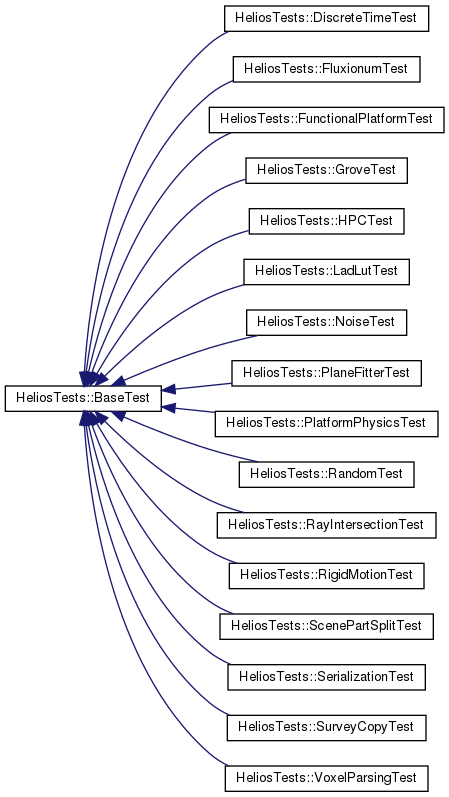 HeliosTests::DiscreteTimeTest
HeliosTests::FluxionumTest
HeliosTests::FunctionalPlatformTest
HeliosTests::GroveTest
HeliosTests::HPCTest
HeliosTests::LadLutTest
HeliosTests::NoiseTest
HeliosTests::PlaneFitterTest
HeliosTests::BaseTest
HeliosTests::PlatformPhysicsTest
HeliosTests::RandomTest
HeliosTests::RayIntersectionTest
HeliosTests::RigidMotionTest
HeliosTests::ScenePartSplitTest
HeliosTests::SerializationTest
HeliosTests::SurveyCopyTest
HeliosTests::VoxelParsingTest